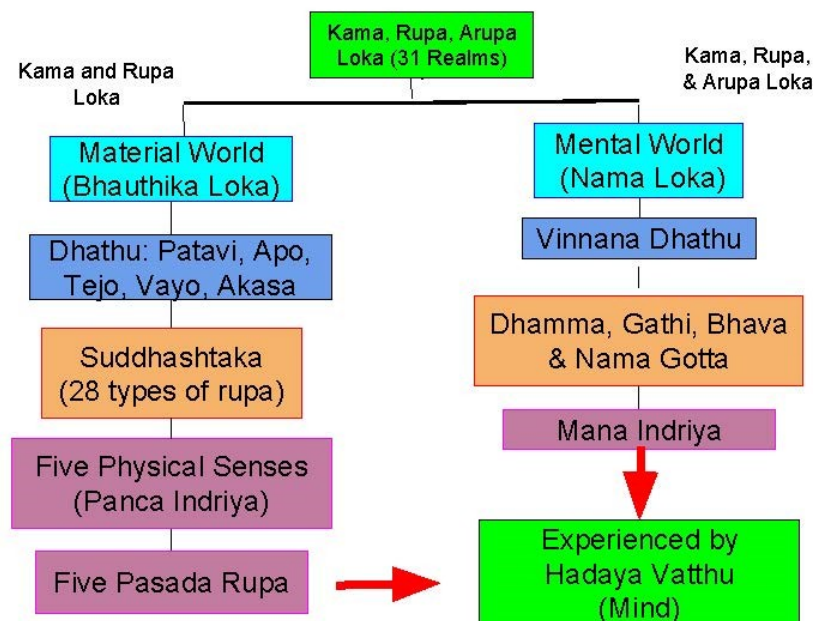 Kama, Rupa, Arupa
Loka (31 Realms)
Kama and Rupa
Loka
Kama, Rupa,
& Arupa Loka
Material World
(Bhauthika Loka)
Dhathu: Patavi, Apo,
Tejo, Vayo, Akasa
Suddhashtaka
(28 types of rupa)
Five Physical Senses
(Panca Indriya)
Five Pasada Rupa
Mental World
(Nama Loka)
Vinnana Dhathu
Dhamma, Gathi, Bhava
& Nama Gotta
Mana Indriya
Experienced by
Hadaya Vatthu
(Mind)